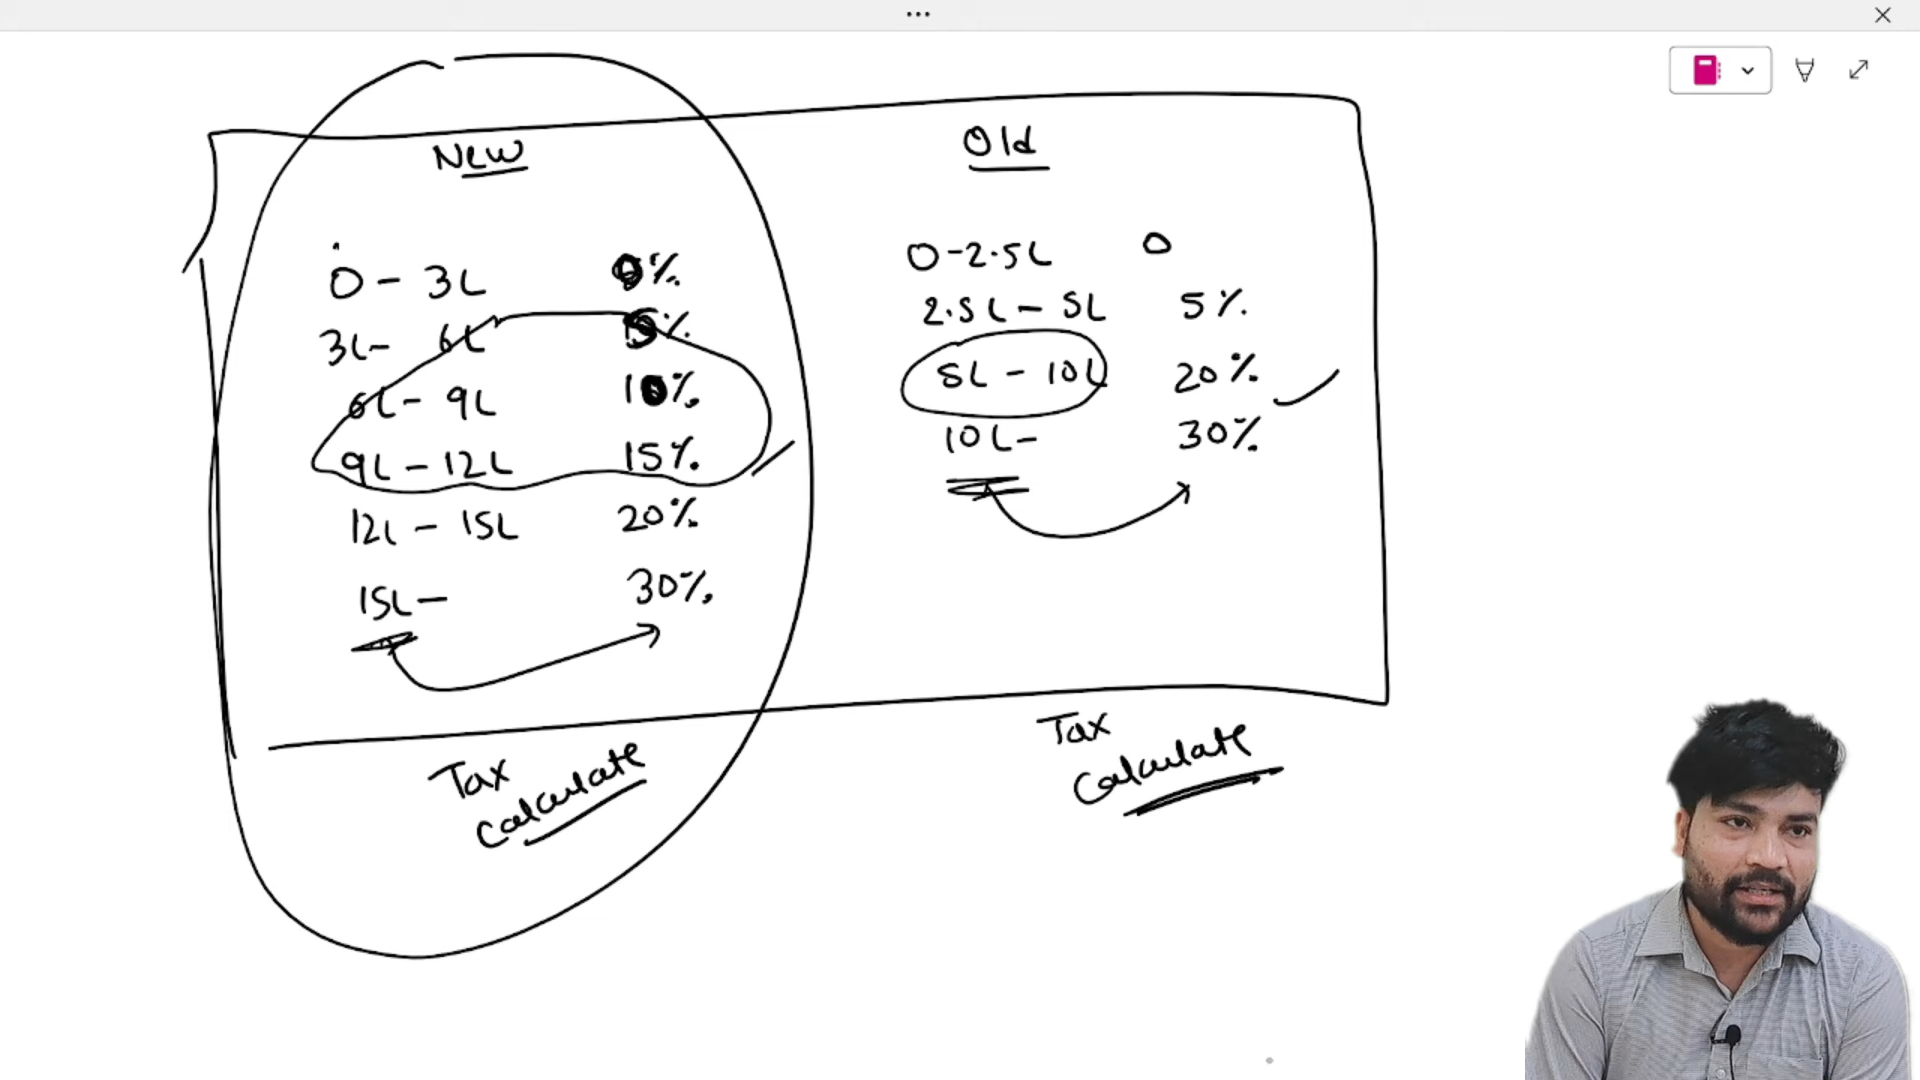 New
0 - 3L 0%
3L - 6L 5%
6L - 9L 10%
9L - 12L 15%
12L - 15L 20%
15L - 30%
Tax
Calculate
Old
0 - 2.5L 0
2.5L - 5L 5%
5L - 10L 20%
10L - 30%
Tax
Calculate